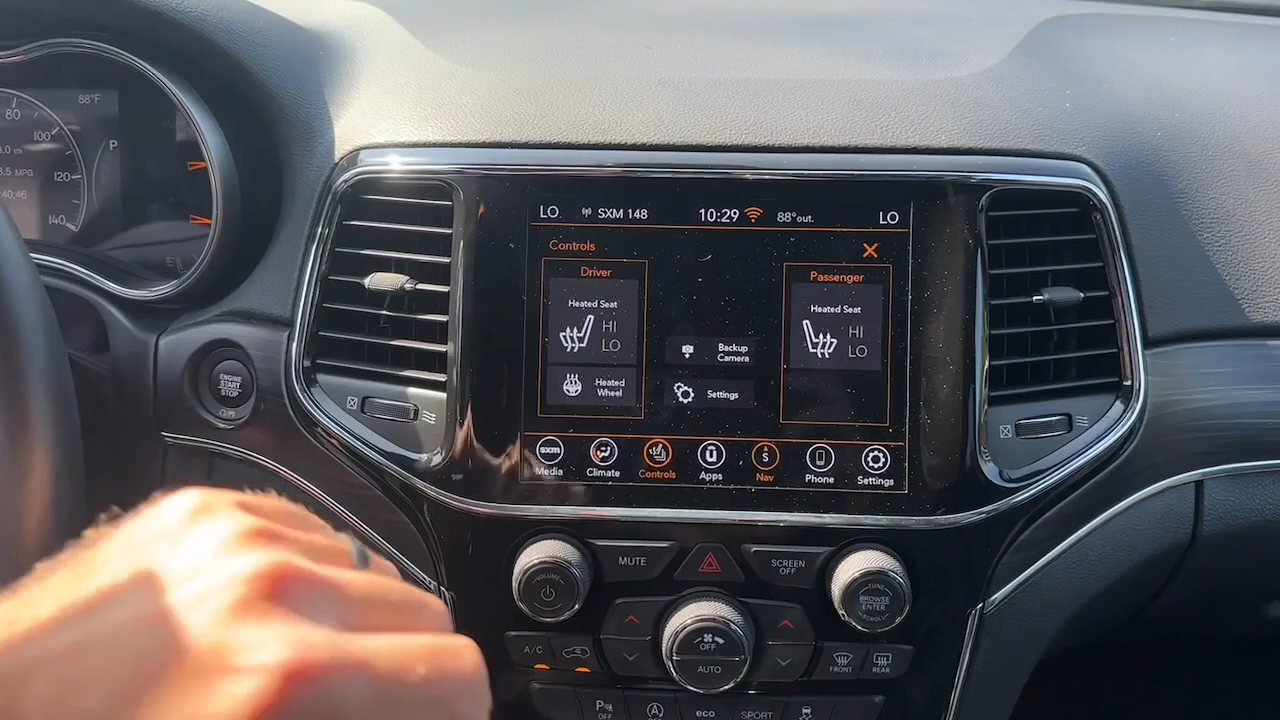 88°F
80
100
P
120
140
E
ENGINE
START
STOP
LO. SXM 148 10:29 88°out. LO
Controls
Driver
Heated Seat
HI
LO
Heated
Wheel
Backup
Camera
Settings
Passenger
Heated Seat
HI
LO
sxm
S
Media
Climate
Controls
Apps
Nav
Phone
Settings
VOLUME
MUTE
SCREEN
OFF
TUNE
BROWSE
ENTER
SCROLL
OFF
AUTO
A/C
FRONT
REAR
P
OFF
A
eco
SPORT